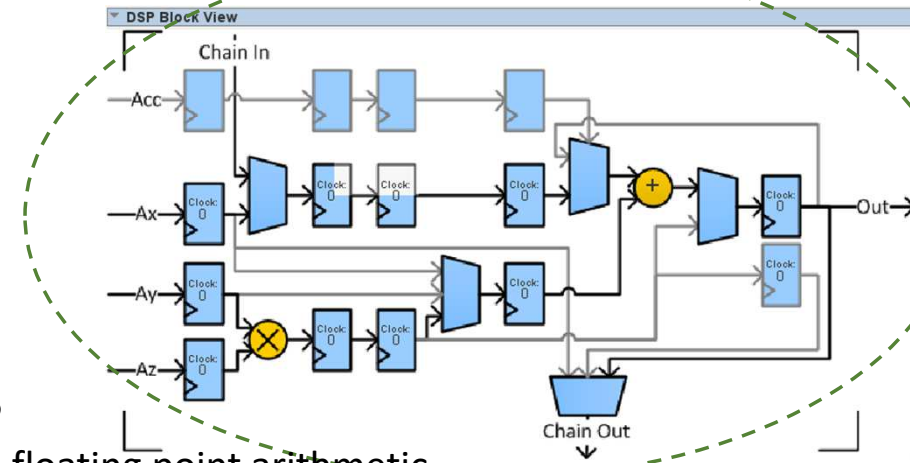 DSP Block View
Chain In
Acc
Clock: 0
Clock: 0
Clock: 0
+
Ax
Clock: 0
Clock: 0
Out
Ay
Clock: 0
Clock: 0
Clock: 0
×
Clock: 0
Clock: 0
Az
Clock: 0
Chain Out
floating point arithmetic